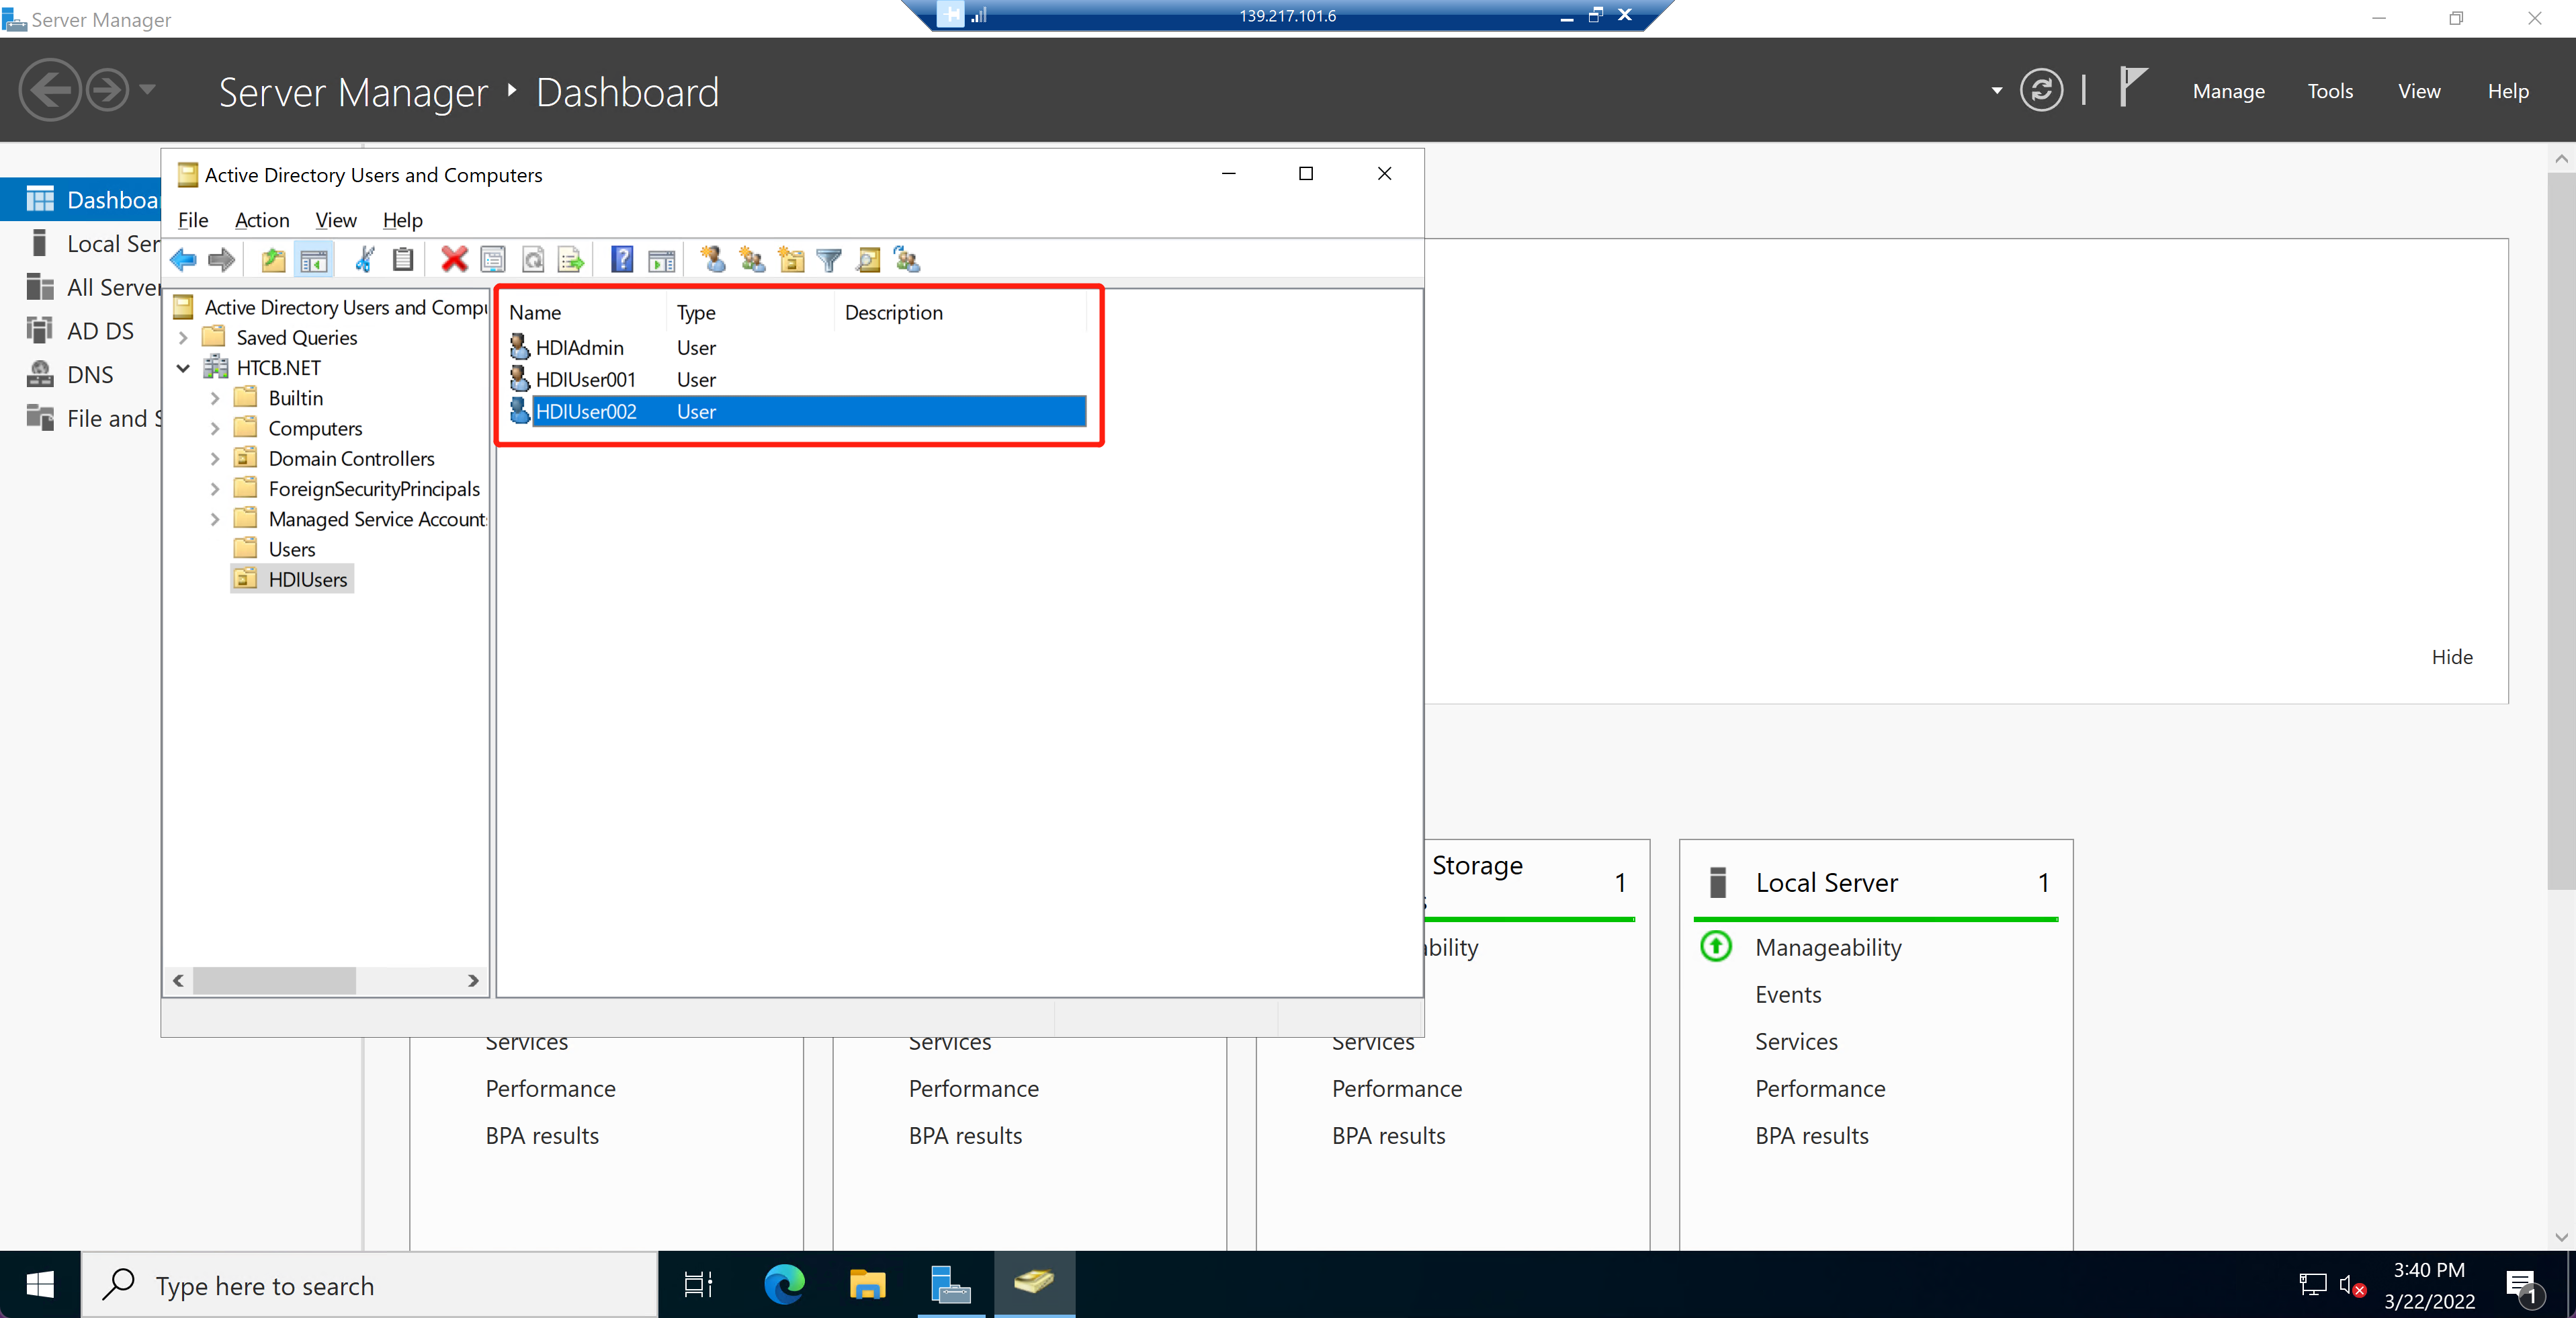 Server Manager
139.217.101.6
Server Manager Dashboard
Manage Tools View Help
Active Directory Users and Computers
File Action View Help
Dashboa
Local Ser
All Server
AD DS
DNS
File and S
Active Directory Users and Compu
Saved Queries
HTCB.NET
Builtin
Computers
Domain Controllers
ForeignSecurityPrincipals
Managed Service Account
Users
HDIUsers
Name Type Description
HDIAdmin User
HDIUser001 User
HDIUser002 User
Hide
Services
Performance
BPA results
Services
Performance
BPA results
Storage 1
ability
Services
Performance
BPA results
Local Server 1
Manageability
Events
Services
Performance
BPA results
Type here to search
3:40 PM
3/22/2022
1